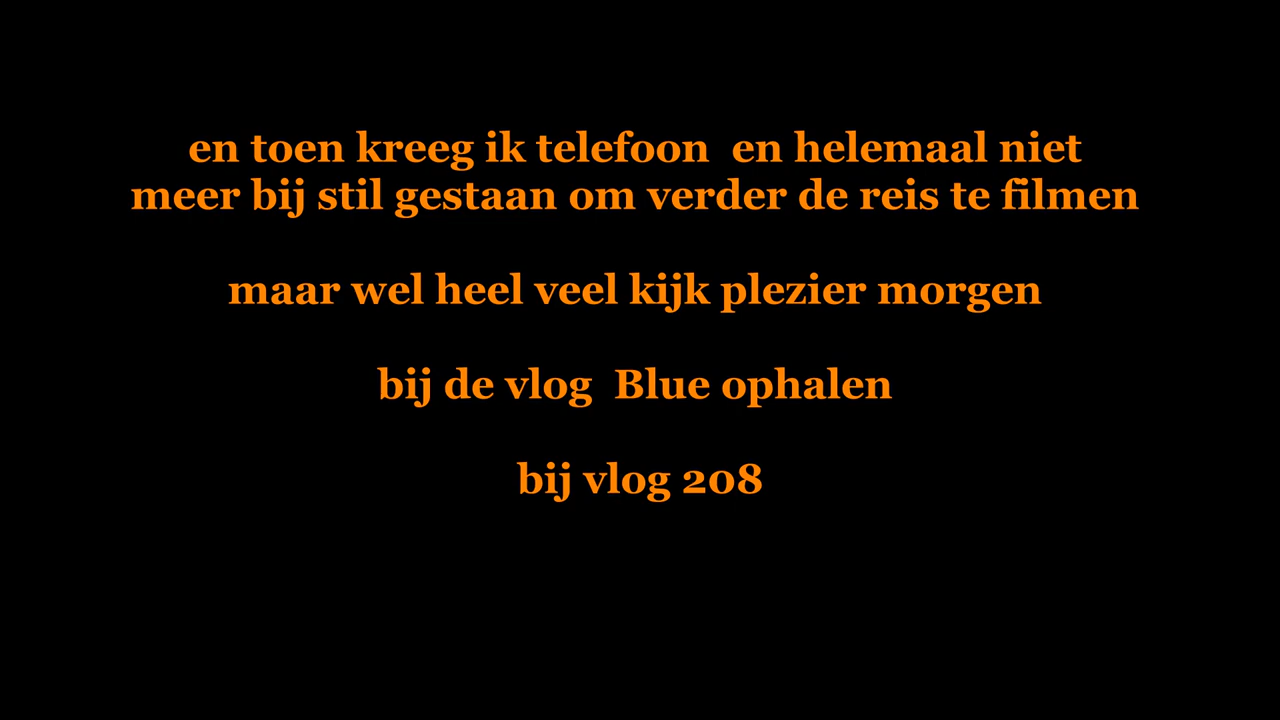 en toen kreeg ik telefoon  en helemaal niet
meer bij stil gestaan om verder de reis te filmen
maar wel heel veel kijk plezier morgen
bij de vlog  Blue ophalen
bij vlog 208